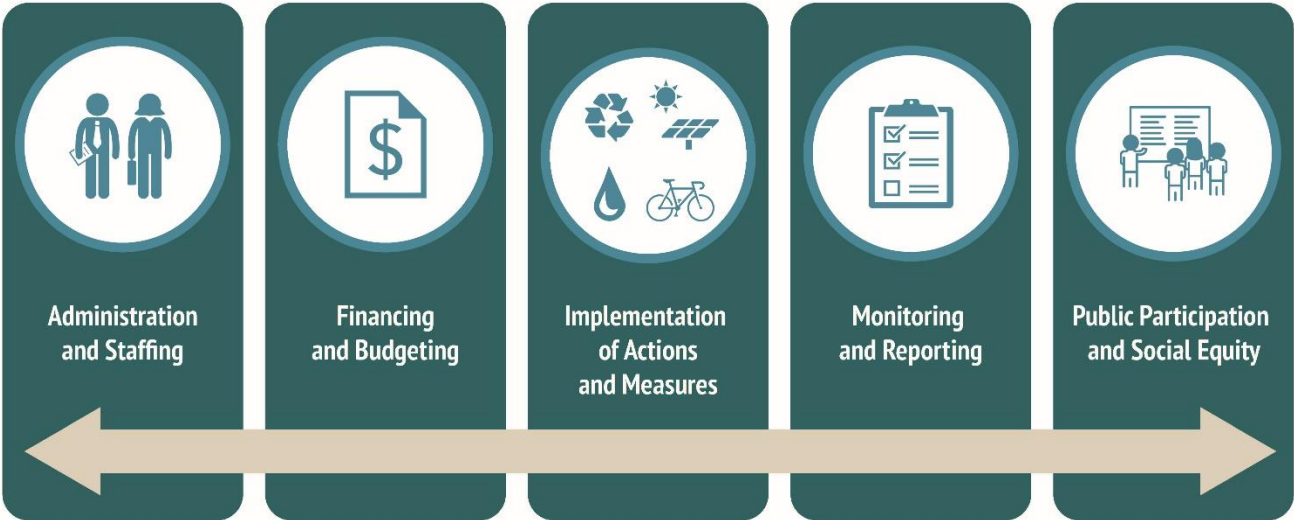 $
Administration
and Staffing
Financing
and Budgeting
Implementation
of Actions
and Measures
Monitoring
and Reporting
Public Participation
and Social Equity